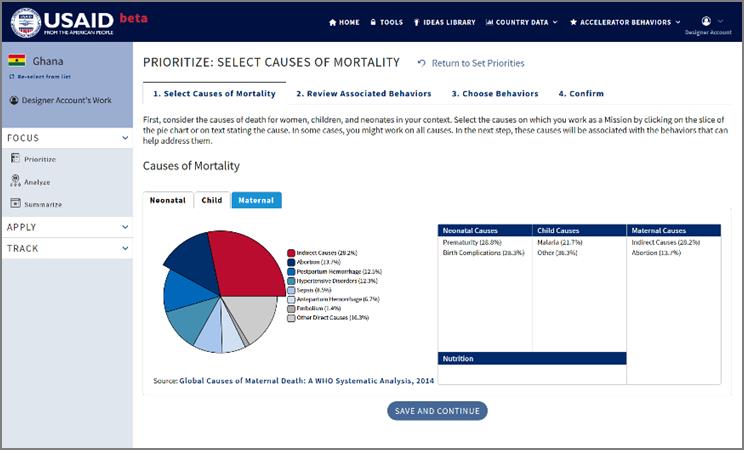 USAID beta
FROM THE AMERICAN PEOPLE
HOME TOOLS IDEAS LIBRARY COUNTRY DATA ACCELERATOR BEHAVIORS
Designer Account
Ghana
Re-select from list
Designer Account's Work
FOCUS
Prioritize
Analyze
Summarize
APPLY
TRACK
PRIORITIZE: SELECT CAUSES OF MORTALITY Return to Set Priorities
1. Select Causes of Mortality 2. Review Associated Behaviors 3. Choose Behaviors 4. Confirm
First, consider the causes of death for women, children, and neonates in your context. Select the causes on which you work as a Mission by clicking on the slice of
the pie chart or on text stating the cause. In some cases, you might work on all causes. In the next step, these causes will be associated with the behaviors that can
help address them.
Causes of Mortality
Neonatal Child Maternal
Indirect Causes (28.2%)
Abortion (13.7%)
Postpartum Hemorrhage (12.5%)
Hypertensive Disorders (12.3%)
Sepsis (8.5%)
Antepartum Hemorrhage (6.7%)
Embolism (1.4%)
Other Direct Causes (16.3%)
Source: Global Causes of Maternal Death: A WHO Systematic Analysis, 2014
Neonatal Causes Child Causes Maternal Causes
Prematurity (28.8%) Malaria (21.7%) Indirect Causes (28.2%)
Birth Complications (28.3%) Other (36.3%) Abortion (13.7%)
Nutrition
SAVE AND CONTINUE